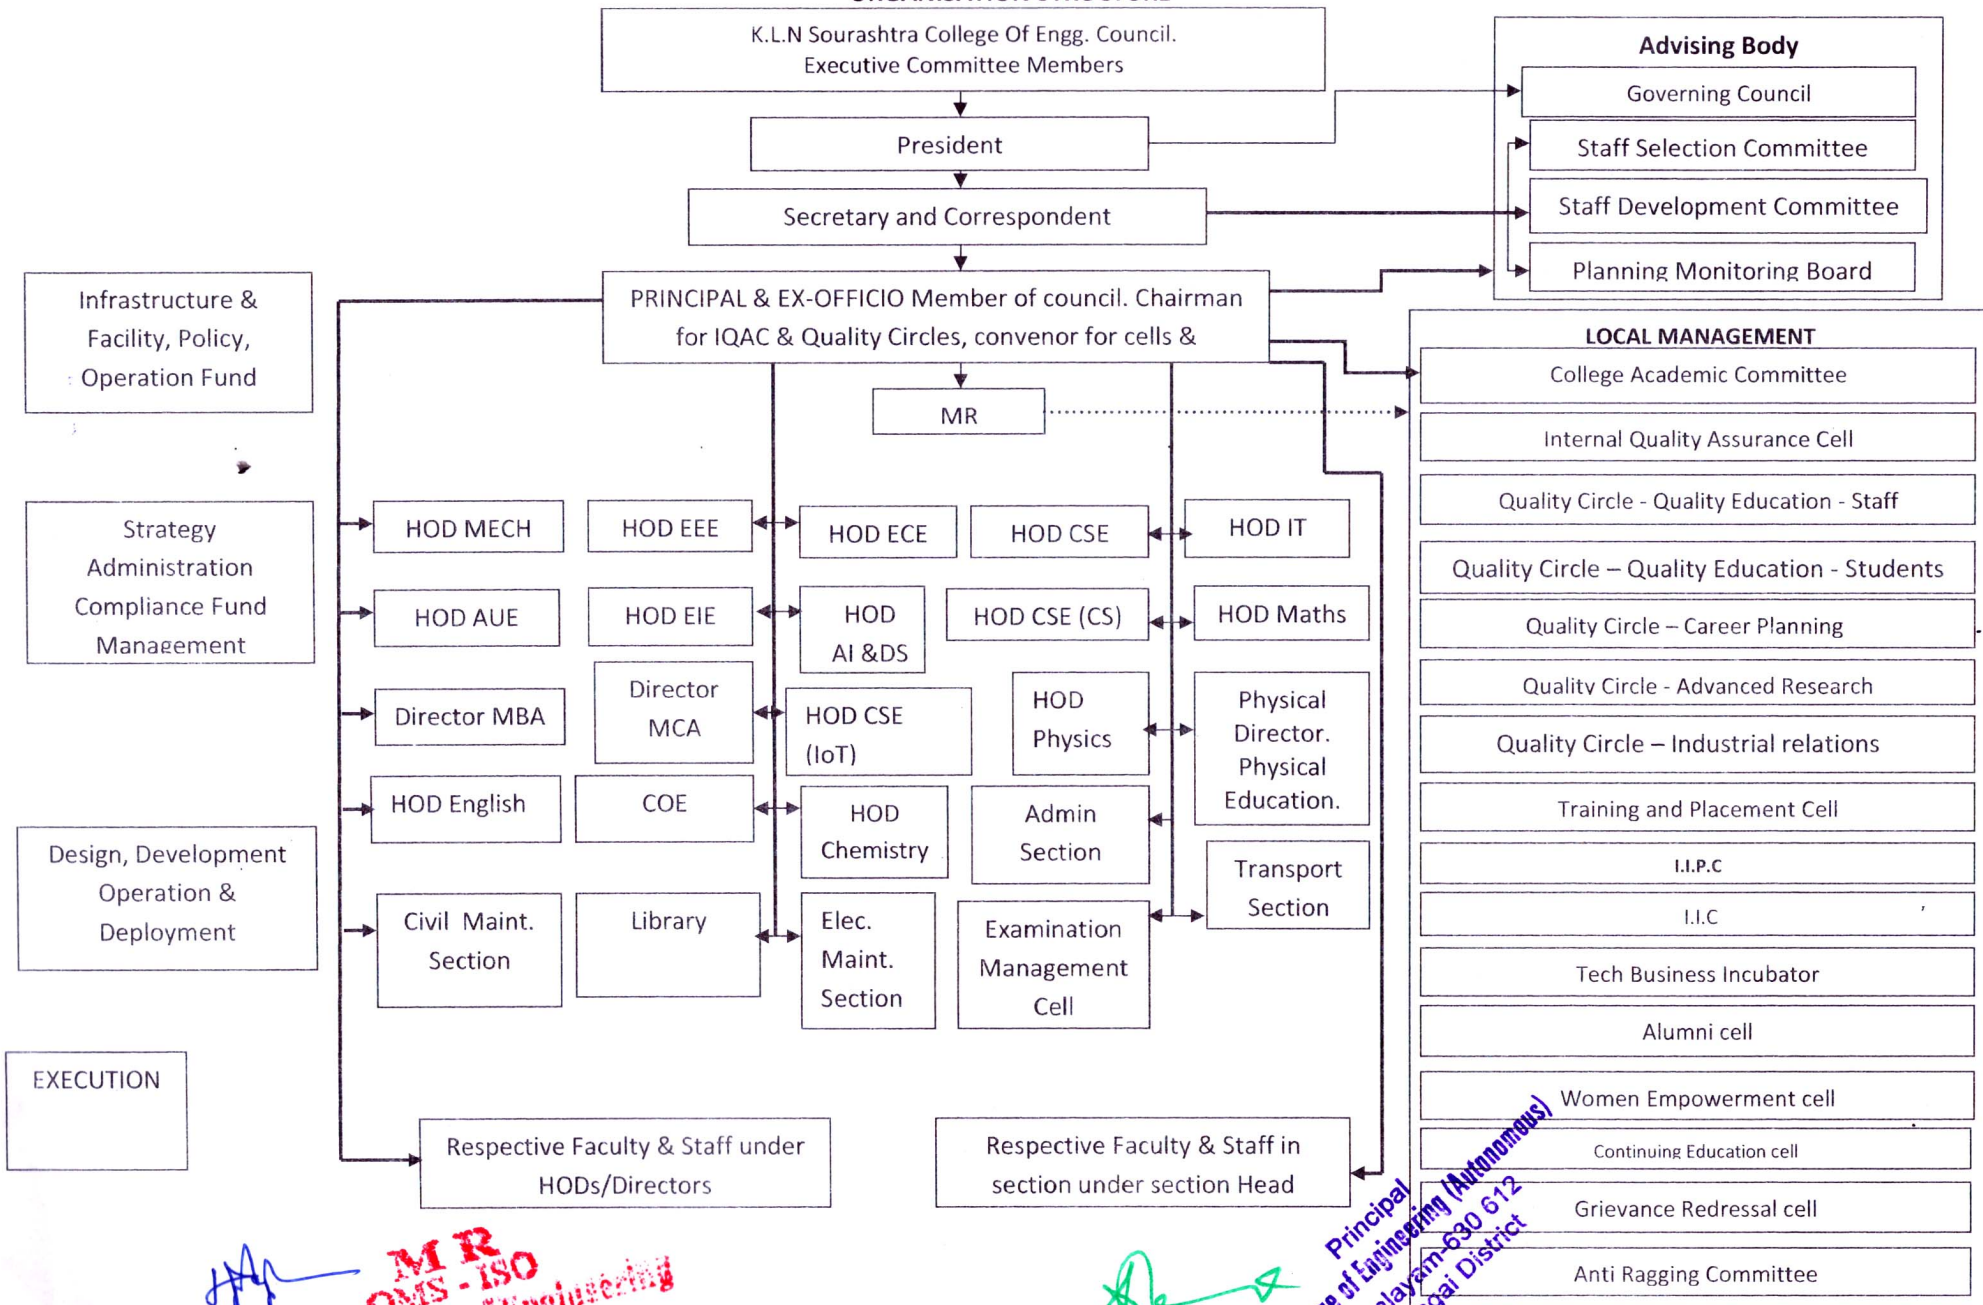 K.L.N Sourashtra College Of Engg. Council.
Executive Committee Members
President
Secretary and Correspondent
PRINCIPAL & EX-OFFICIO Member of council. Chairman
for IQAC & Quality Circles, convenor for cells &
MR
Advising Body
Governing Council
Staff Selection Committee
Staff Development Committee
Planning Monitoring Board
Infrastructure &
Facility, Policy,
Operation Fund
Strategy
Administration
Compliance Fund
Management
Design, Development
Operation &
Deployment
EXECUTION
HOD MECH
HOD EEE
HOD ECE
HOD CSE
HOD IT
HOD AUE
HOD EIE
HOD
AI &DS
HOD CSE (CS)
HOD Maths
Director MBA
Director
MCA
HOD CSE
(IoT)
HOD
Physics
Physical
Director.
Physical
Education.
HOD English
COE
HOD
Chemistry
Admin
Section
Transport
Section
Civil Maint.
Section
Library
Elec.
Maint.
Section
Examination
Management
Cell
Respective Faculty & Staff under
HODs/Directors
Respective Faculty & Staff in
section under section Head
LOCAL MANAGEMENT
College Academic Committee
Internal Quality Assurance Cell
Quality Circle - Quality Education - Staff
Quality Circle – Quality Education - Students
Quality Circle – Career Planning
Quality Circle - Advanced Research
Quality Circle – Industrial relations
Training and Placement Cell
I.I.P.C
I.I.C
Tech Business Incubator
Alumni cell
Women Empowerment cell
Continuing Education cell
Grievance Redressal cell
Anti Ragging Committee
M R
QMS - ISO
Engineering
Principal
of Engineering (Autonomous)
630 612
District